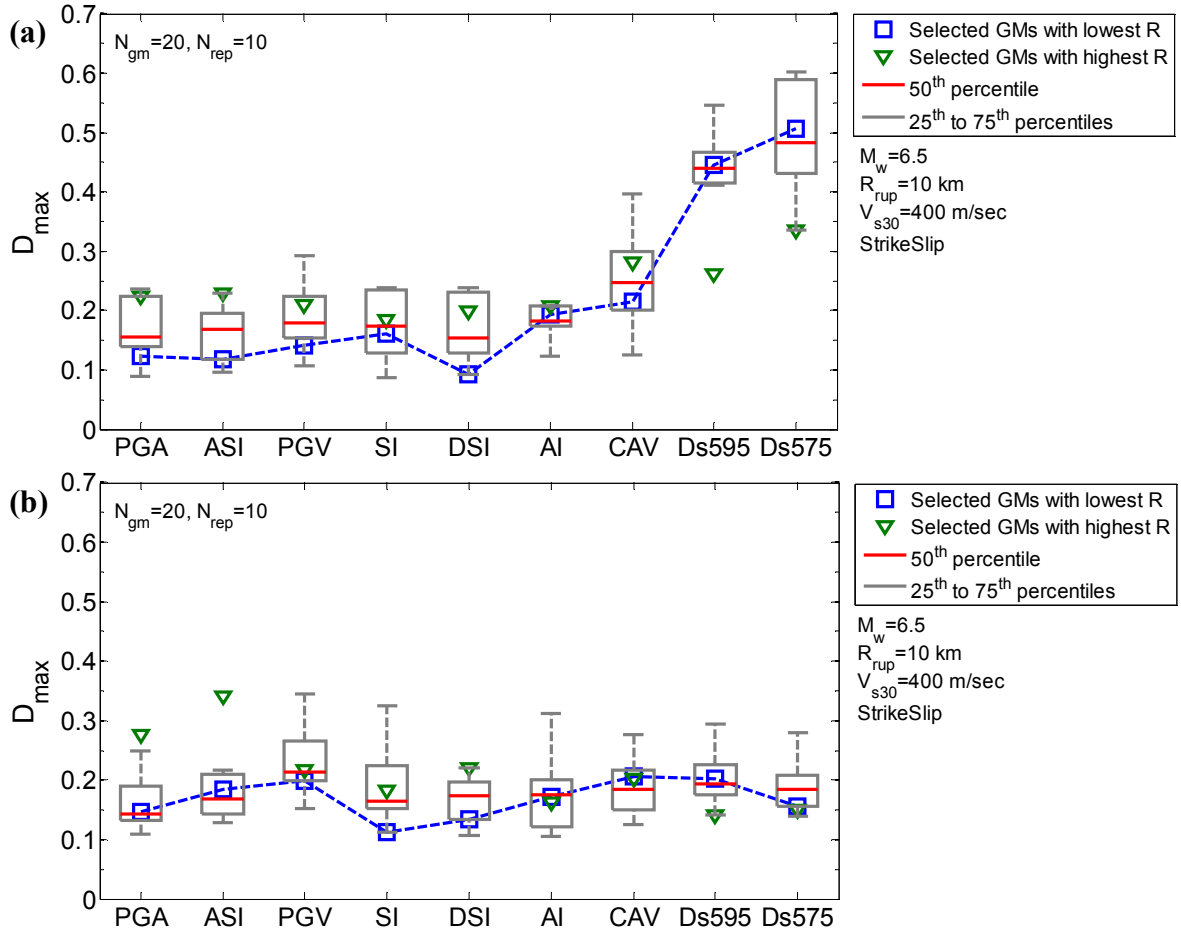 (a)
N_gm=20, N_rep=10
D_max
0.7
0.6
0.5
0.4
0.3
0.2
0.1
0
PGA ASI PGV SI DSI AI CAV Ds595 Ds575
Selected GMs with lowest R
Selected GMs with highest R
50th percentile
25th to 75th percentiles
M_w=6.5
R_rup=10 km
V_s30=400 m/sec
StrikeSlip
(b)
N_gm=20, N_rep=10
D_max
0.7
0.6
0.5
0.4
0.3
0.2
0.1
0
PGA ASI PGV SI DSI AI CAV Ds595 Ds575
Selected GMs with lowest R
Selected GMs with highest R
50th percentile
25th to 75th percentiles
M_w=6.5
R_rup=10 km
V_s30=400 m/sec
StrikeSlip